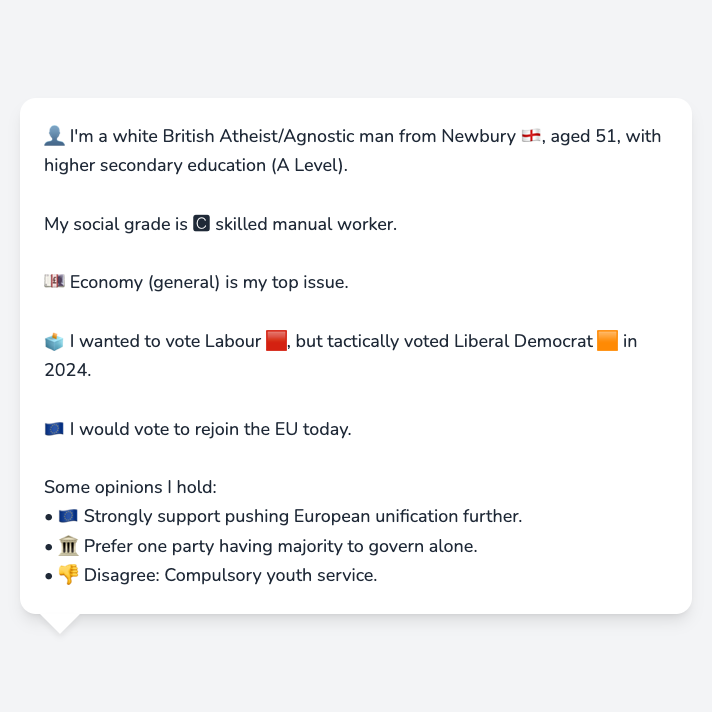 👤 I'm a white British Atheist/Agnostic man from Newbury 🏴󠁧󠁢󠁥󠁮󠁧󠁿, aged 51, with
higher secondary education (A Level).
My social grade is 🅲 skilled manual worker.
💷 Economy (general) is my top issue.
🗳️ I wanted to vote Labour 🟥, but tactically voted Liberal Democrat 🟧 in
2024.
🇪🇺 I would vote to rejoin the EU today.
Some opinions I hold:
• 🇪🇺 Strongly support pushing European unification further.
• 🏛️ Prefer one party having majority to govern alone.
• 👎 Disagree: Compulsory youth service.